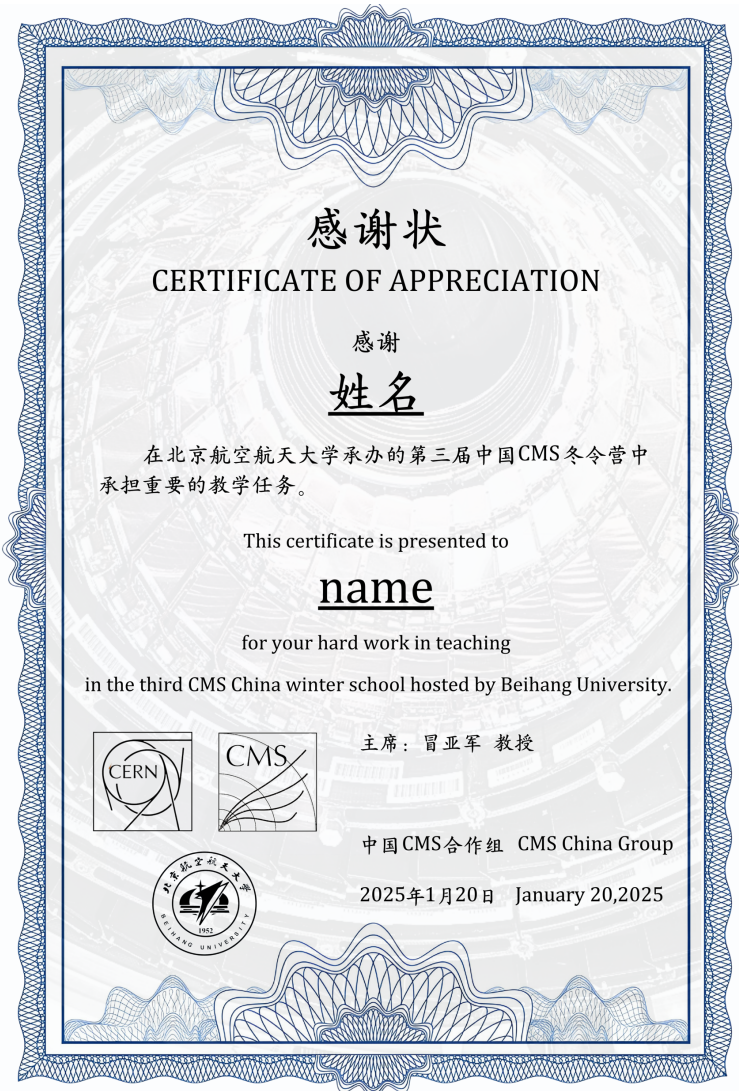 感谢状
CERTIFICATE OF APPRECIATION
感谢
姓名
在北京航空航天大学承办的第三届中国CMS冬令营中
承担重要的教学任务。
This certificate is presented to
name
for your hard work in teaching
in the third CMS China winter school hosted by Beihang University.
CERN
CMS
主席：冒亚军 教授
中国CMS合作组 CMS China Group
2025年1月20日 January 20,2025
北京航空航天大学
1952
BEIHANG UNIVERSITY